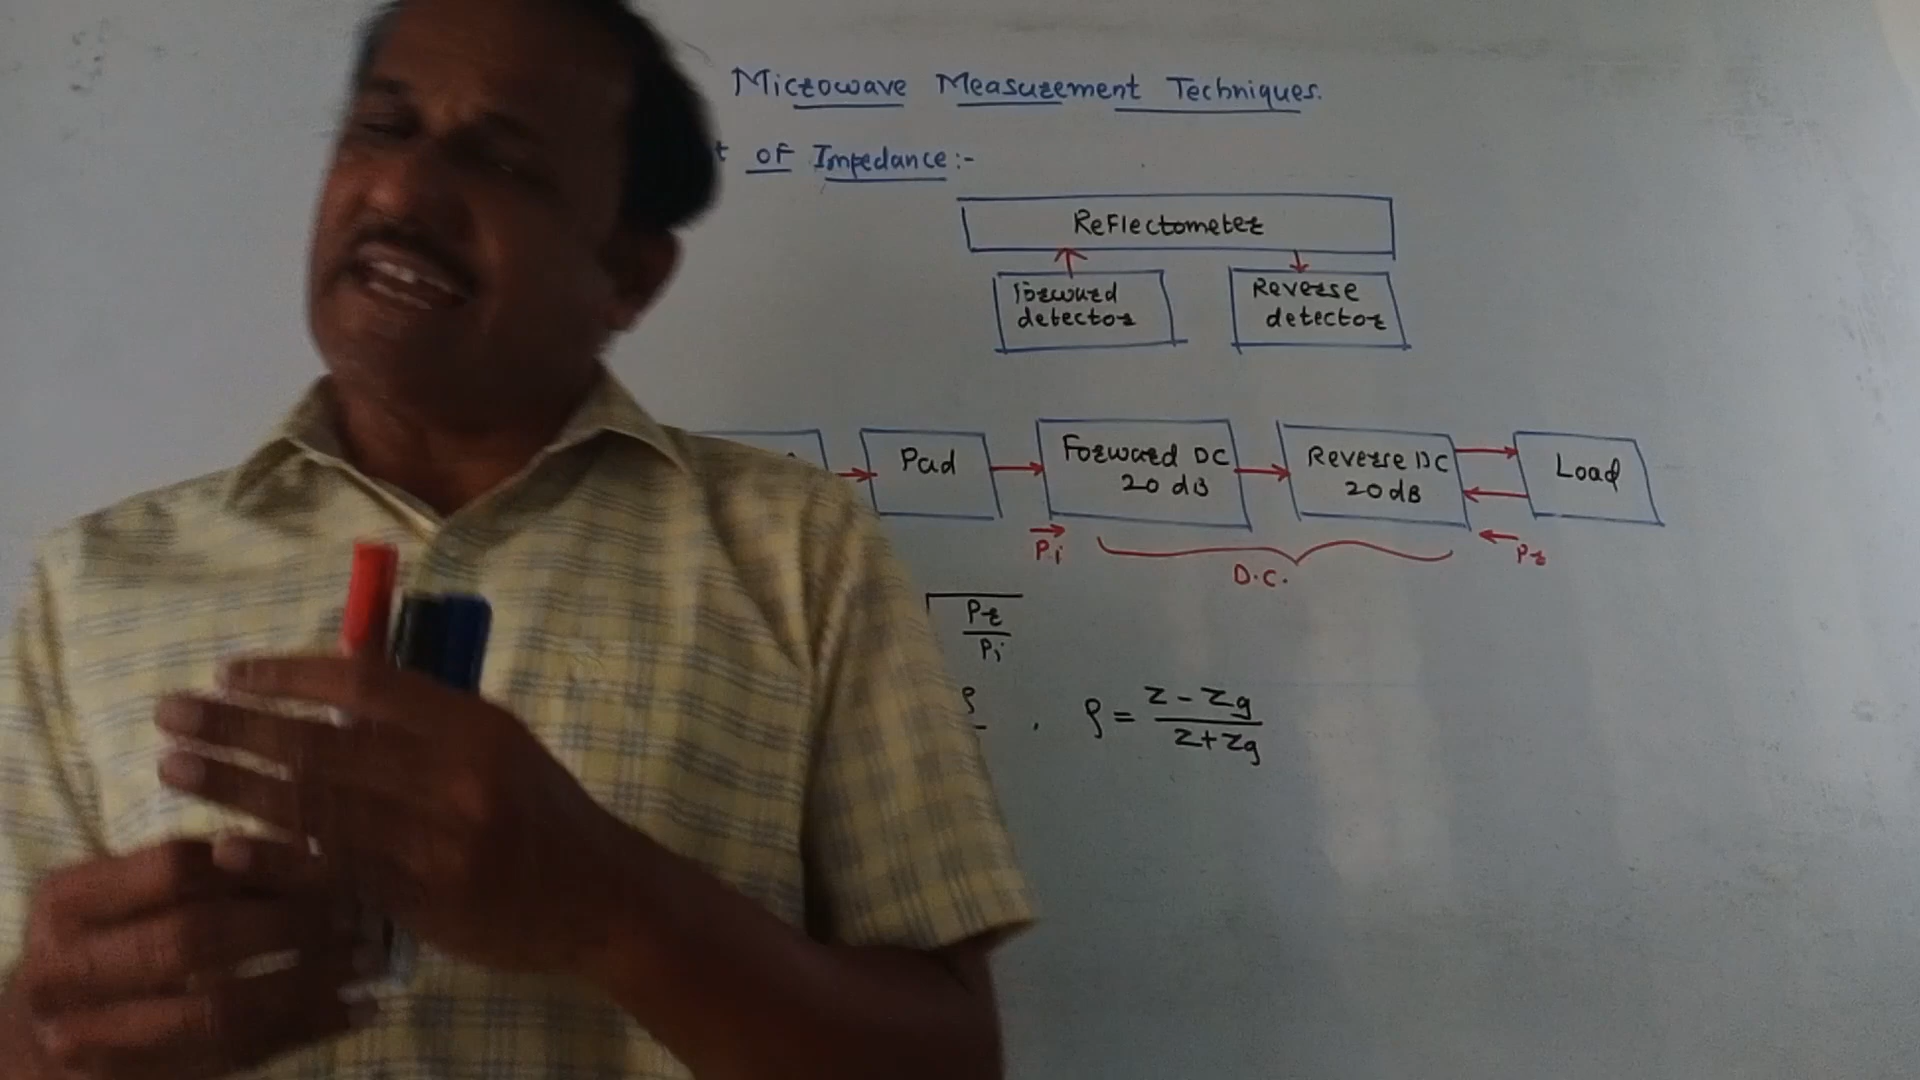 Microwave Measurement Techniques.
of Impedance:-
Reflectometer
Forward
detector
Reverse
detector
Pad
Forward DC
20 dB
Reverse DC
20 dB
Load
Pi
D.C.
Pr
Pr
Pi
ρ
ρ = Z - Zg
Z + Zg